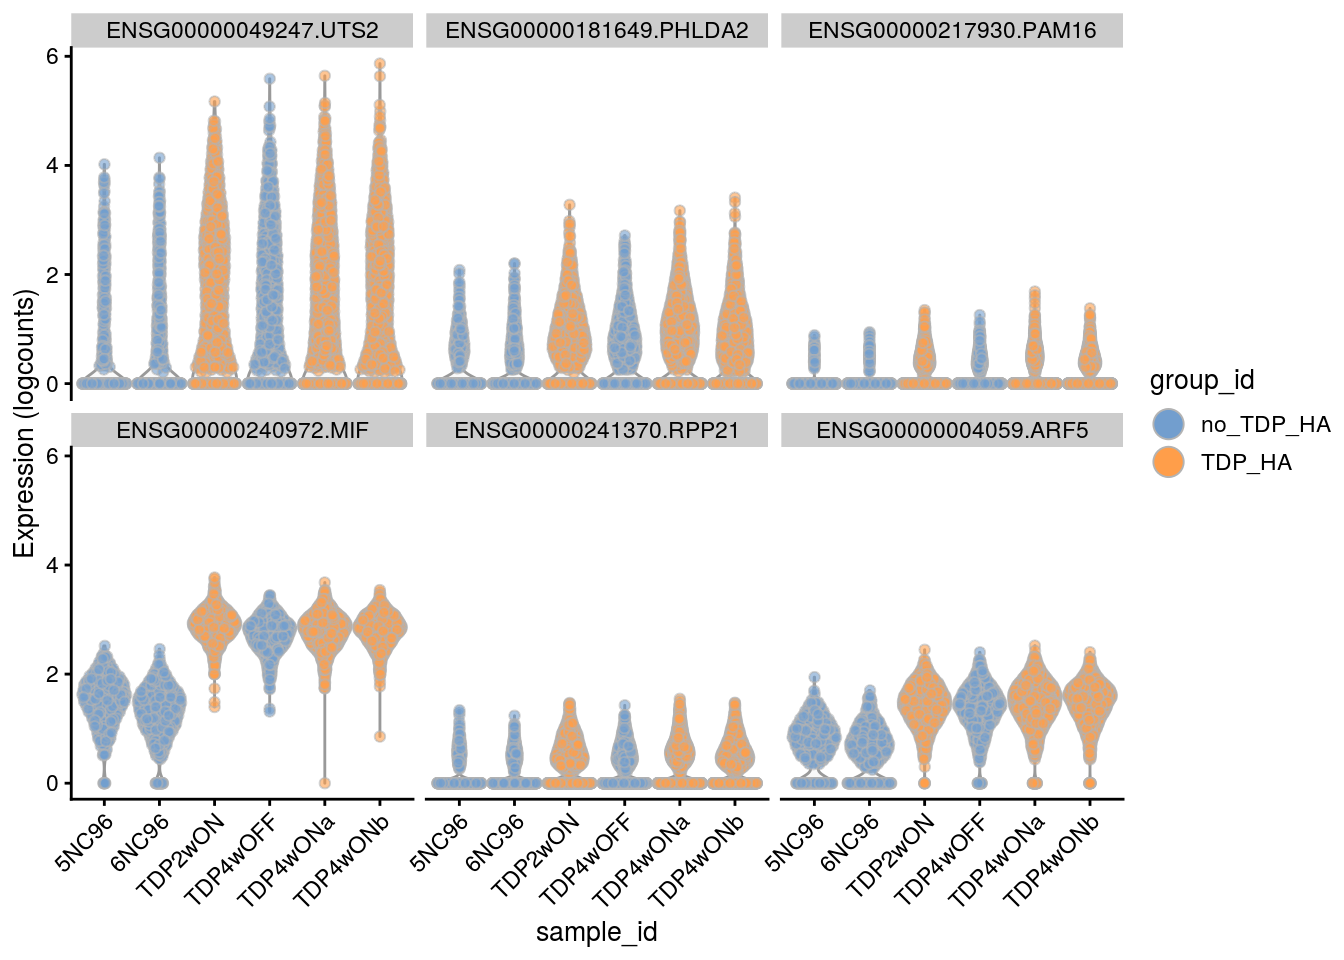 ENSG00000049247.UTS2
ENSG00000181649.PHLDA2
ENSG00000217930.PAM16
6
4
2
0
ENSG00000240972.MIF
ENSG00000241370.RPP21
ENSG00000004059.ARF5
6
4
2
0
Expression (logcounts)
5NC96
6NC96
TDP2wON
TDP4wOFF
TDP4wONa
TDP4wONb
5NC96
6NC96
TDP2wON
TDP4wOFF
TDP4wONa
TDP4wONb
5NC96
6NC96
TDP2wON
TDP4wOFF
TDP4wONa
TDP4wONb
sample_id
group_id
no_TDP_HA
TDP_HA